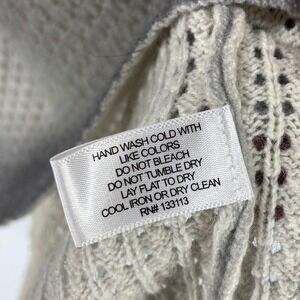 HAND WASH COLD WITH
LIKE COLORS
DO NOT BLEACH
DO NOT TUMBLE DRY
LAY FLAT TO DRY
COOL IRON OR DRY CLEAN
RN# 133113